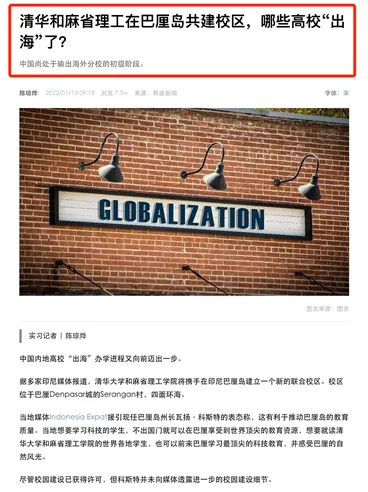 清华和麻省理工在巴厘岛共建校区，哪些高校“出
海”了？
中国尚处于输出海外分校的初级阶段。
陈琼烨 2022/01/13 09:18 浏览 7.3w 来源：界面新闻 字体：宋
GLOBALIZATION
图片来源：图虫
实习记者 | 陈琼烨
中国内地高校“出海”办学进程又向前迈出一步。
据多家印尼媒体报道，清华大学和麻省理工学院将携手在印尼巴厘岛建立一个新的联合校区。校区
位于巴厘Denpasar城的Serangan村，四面环海。
当地媒体Indonesia Expat援引现任巴厘岛州长瓦扬·科斯特的表态称，这有利于推动巴厘岛的教育
质量。当地想要学习科技的学生，不出国门就可以在巴厘享受到世界顶尖的教育资源，想要就读清
华大学和麻省理工学院的世界各地学生，也可以前来巴厘学习最顶尖的科技教育，并感受巴厘的自
然风光。
尽管校园建设已获得许可，但科斯特并未向媒体透露进一步的校园建设细节。